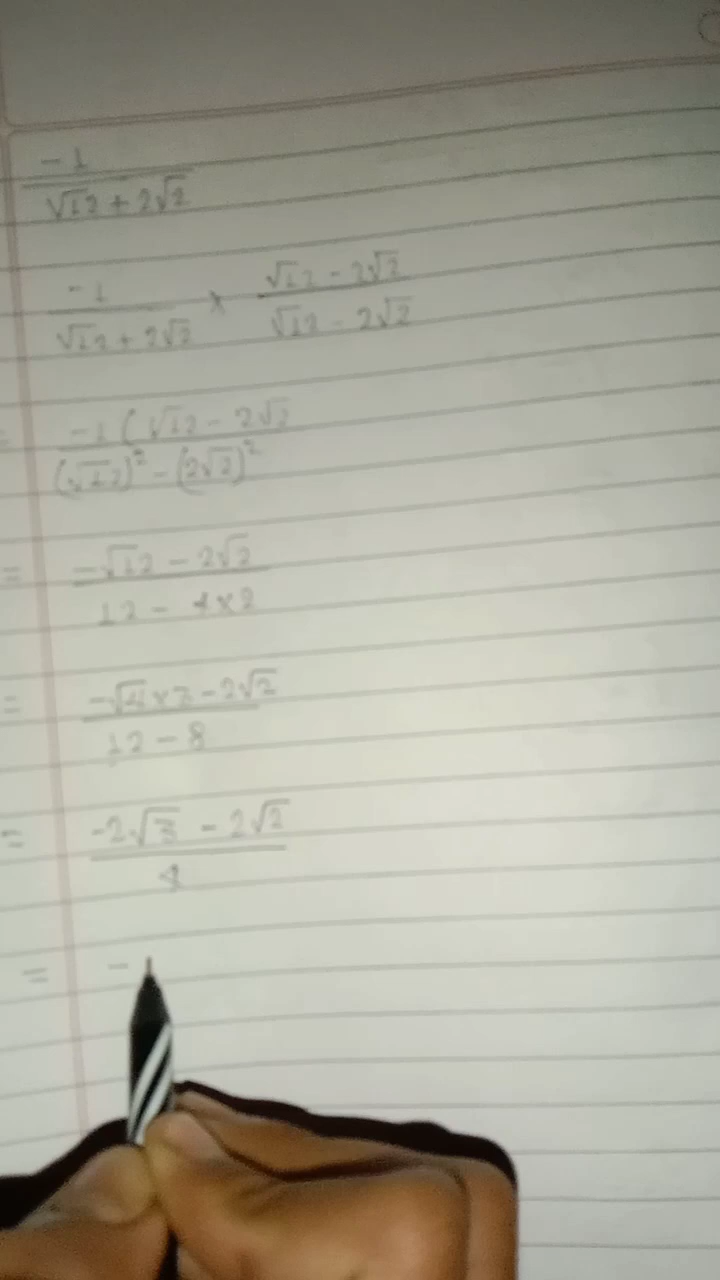 -1 / √12 + 2√2
-1 / √12 + 2√2 × √12 - 2√2 / √12 - 2√2
= -1(√12 - 2√2 / (√12)² - (2√2)²
= -√12 - 2√2 / 12 - 4×2
= -√4×3 - 2√2 / 12 - 8
= -2√3 - 2√2 / 4
= -